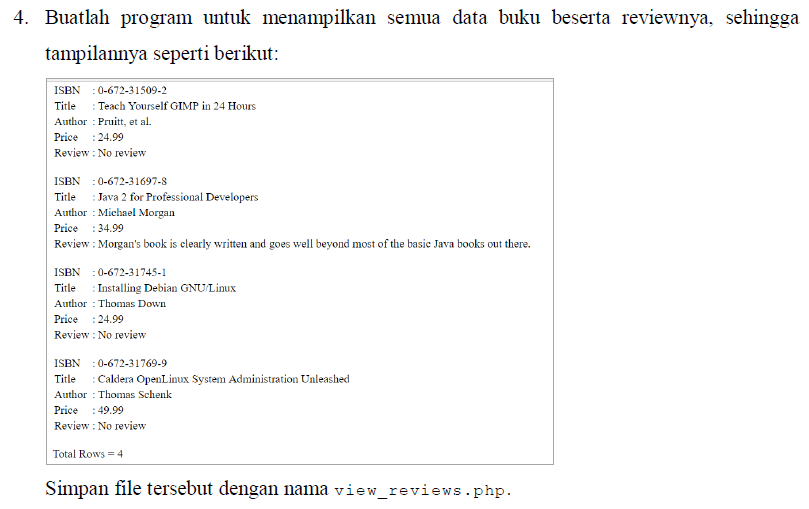 4. Buatlah program untuk menampilkan semua data buku beserta reviewnya, sehingga
tampilannya seperti berikut:
ISBN : 0-672-31509-2
Title : Teach Yourself GIMP in 24 Hours
Author : Pruitt, et al.
Price : 24.99
Review : No review
ISBN : 0-672-31697-8
Title : Java 2 for Professional Developers
Author : Michael Morgan
Price : 34.99
Review : Morgan's book is clearly written and goes well beyond most of the basic Java books out there.
ISBN : 0-672-31745-1
Title : Installing Debian GNU/Linux
Author : Thomas Down
Price : 24.99
Review : No review
ISBN : 0-672-31769-9
Title : Caldera OpenLinux System Administration Unleashed
Author : Thomas Schenk
Price : 49.99
Review : No review
Total Rows = 4
Simpan file tersebut dengan nama view_reviews.php.